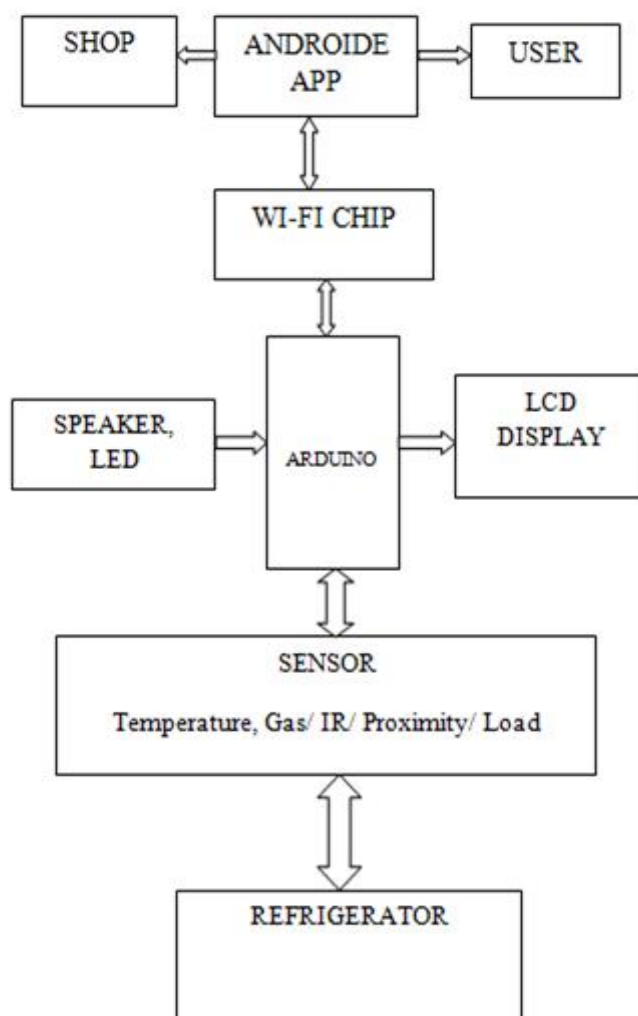 SHOP
ANDROIDE
APP
USER
WI-FI CHIP
SPEAKER,
LED
ARDUINO
LCD
DISPLAY
SENSOR
Temperature, Gas/ IR/ Proximity/ Load
REFRIGERATOR